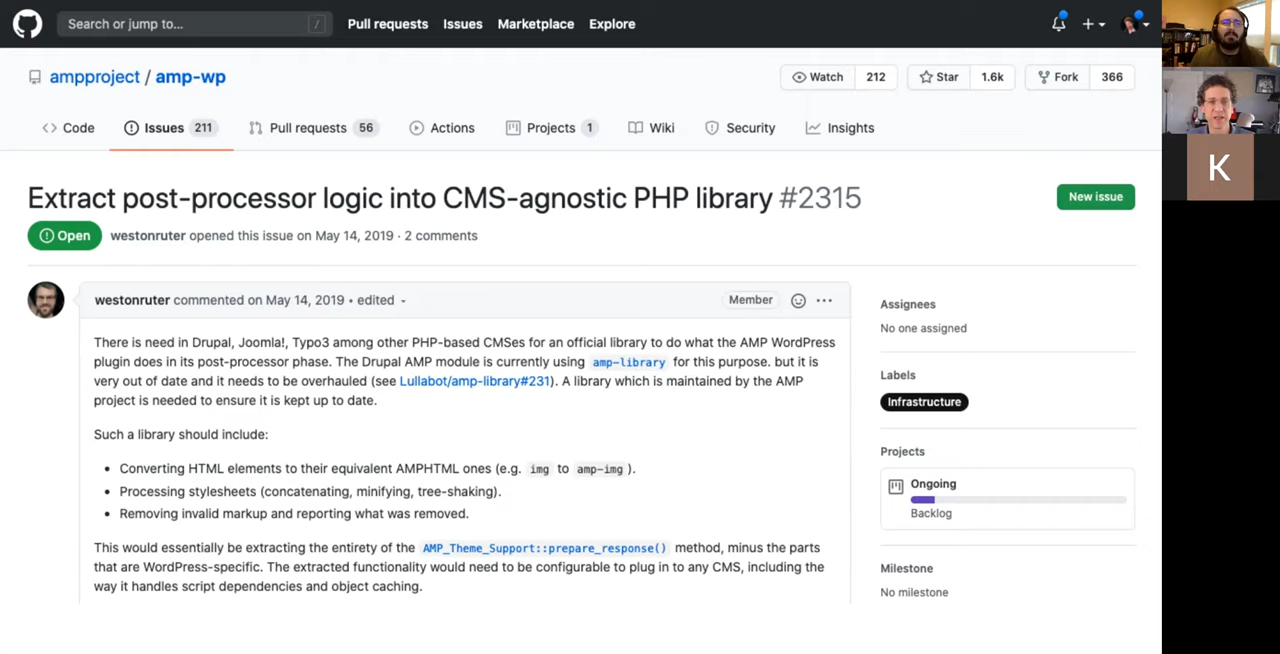 Search or jump to... /
Pull requests Issues Marketplace Explore
ampproject / amp-wp
Watch 212 Star 1.6k Fork 366
Code Issues 211 Pull requests 56 Actions Projects 1 Wiki Security Insights
Extract post-processor logic into CMS-agnostic PHP library #2315
New issue
Open westonruter opened this issue on May 14, 2019 · 2 comments
westonruter commented on May 14, 2019 • edited
Member
There is need in Drupal, Joomla!, Typo3 among other PHP-based CMSes for an official library to do what the AMP WordPress
plugin does in its post-processor phase. The Drupal AMP module is currently using amp-library for this purpose. but it is
very out of date and it needs to be overhauled (see Lullabot/amp-library#231). A library which is maintained by the AMP
project is needed to ensure it is kept up to date.
Such a library should include:
• Converting HTML elements to their equivalent AMPHTML ones (e.g. img to amp-img ).
• Processing stylesheets (concatenating, minifying, tree-shaking).
• Removing invalid markup and reporting what was removed.
This would essentially be extracting the entirety of the AMP_Theme_Support::prepare_response() method, minus the parts
that are WordPress-specific. The extracted functionality would need to be configurable to plug in to any CMS, including the
way it handles script dependencies and object caching.
Assignees
No one assigned
Labels
Infrastructure
Projects
Ongoing
Backlog
Milestone
No milestone
K